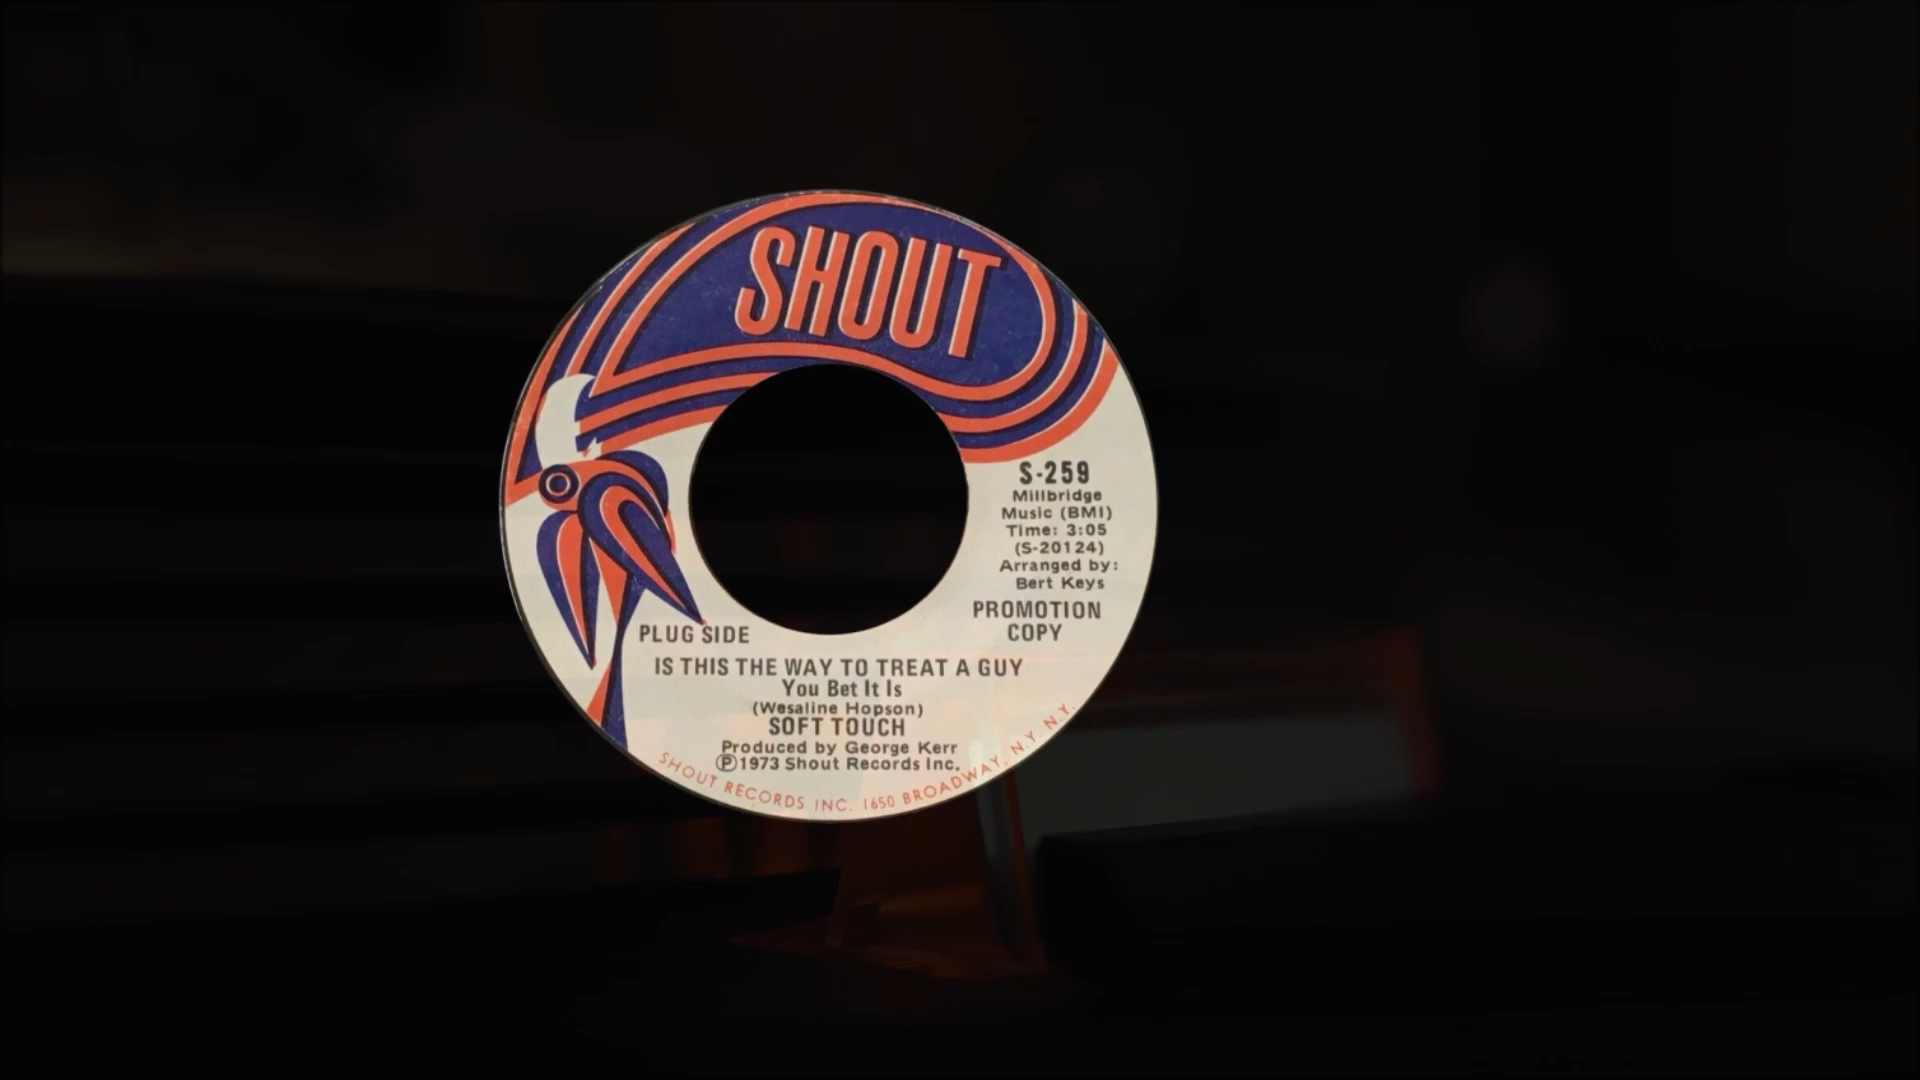 SHOUT
S-259
Millbridge
Music (BMI)
Time: 3:05
(S-20124)
Arranged by:
Bert Keys
PROMOTION
COPY
PLUG SIDE
IS THIS THE WAY TO TREAT A GUY
You Bet It Is
(Wesaline Hopson)
SOFT TOUCH
Produced by George Kerr
Ⓟ1973 Shout Records Inc.
SHOUT RECORDS INC. 1650 BROADWAY, N.Y. N.Y.